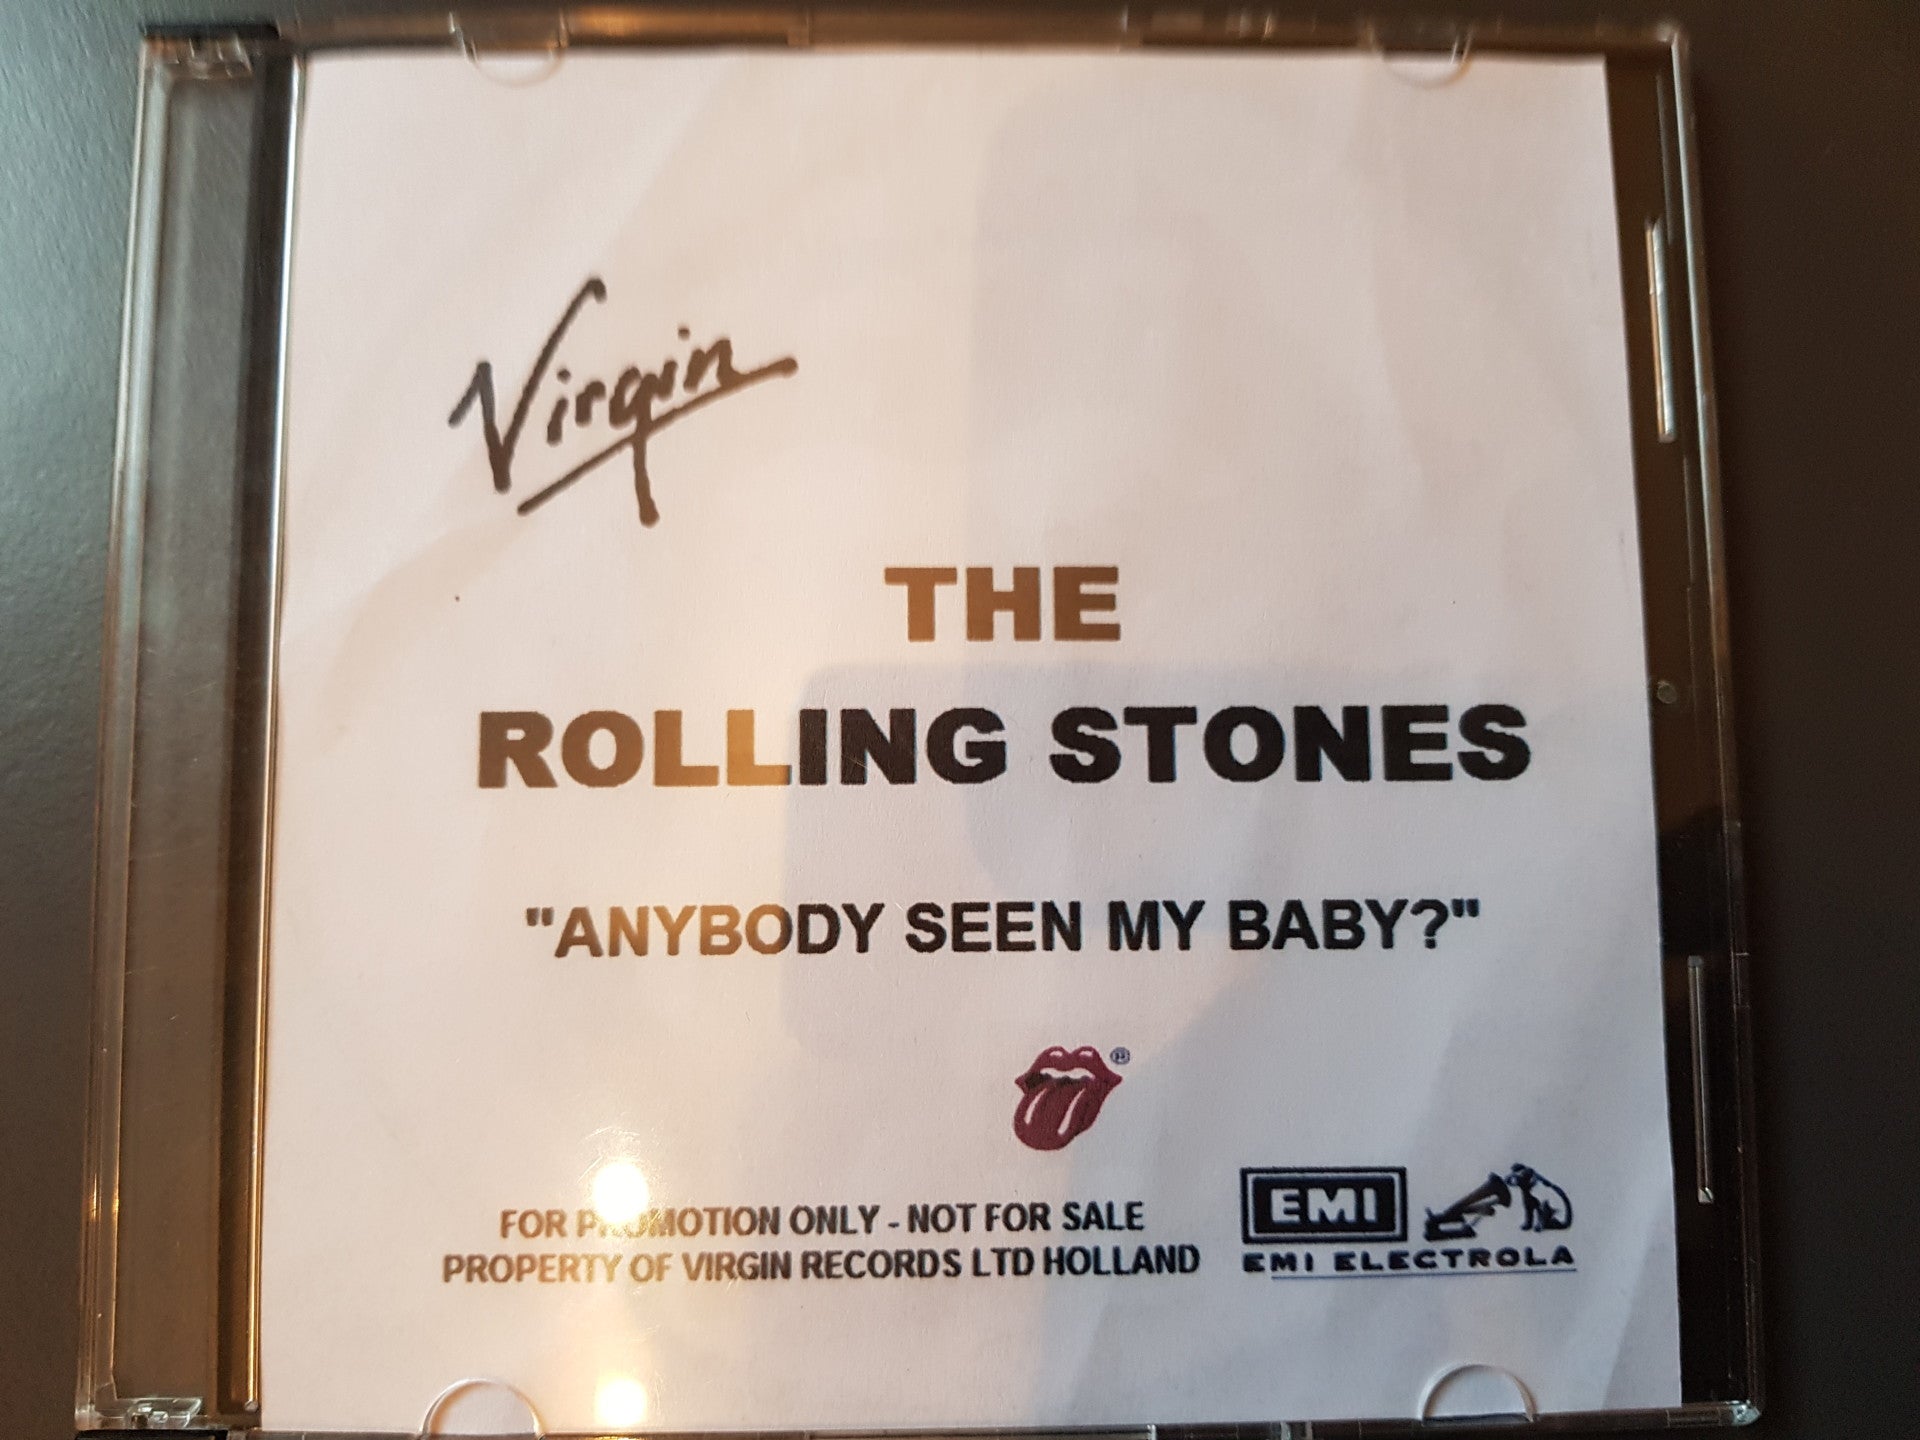 Virgin
THE
ROLLING STONES
"ANYBODY SEEN MY BABY?"
®
FOR PROMOTION ONLY - NOT FOR SALE
PROPERTY OF VIRGIN RECORDS LTD HOLLAND
EMI
EMI ELECTROLA